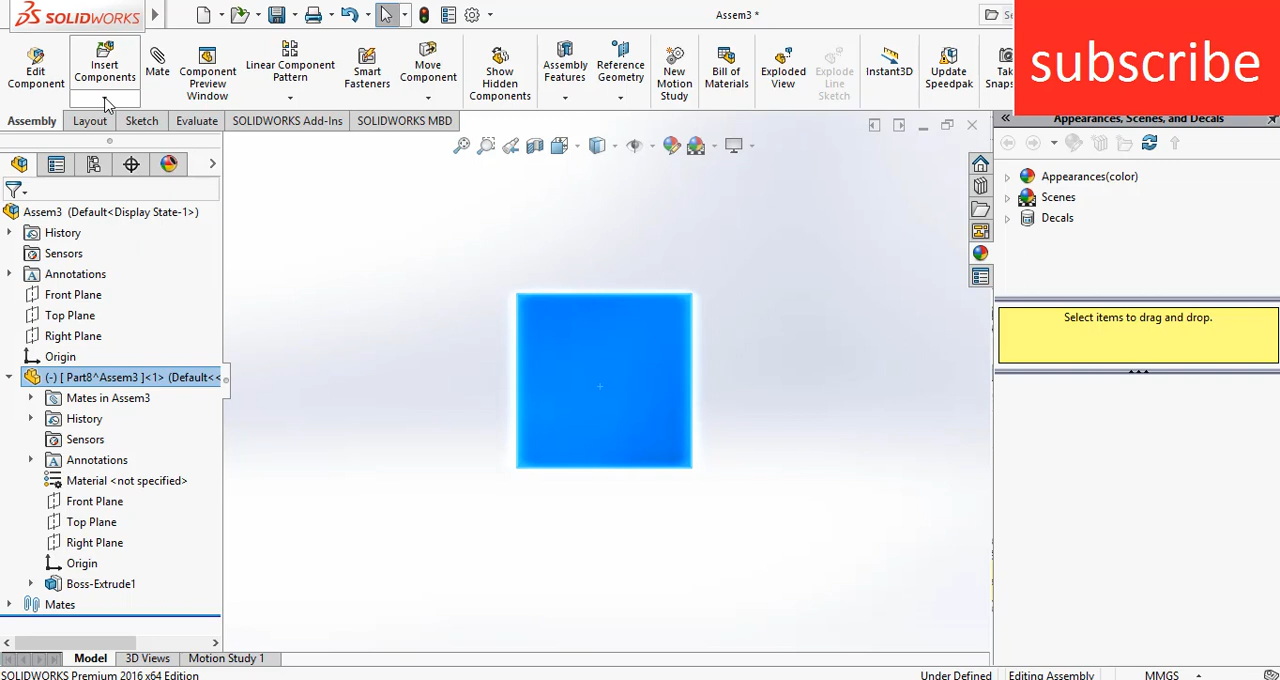 SOLIDWORKS
Assem3 *
subscribe
Edit
Component
Insert
Components
Mate
Component
Preview
Window
Linear Component
Pattern
Smart
Fasteners
Move
Component
Show
Hidden
Components
Assembly
Features
Reference
Geometry
New
Motion
Study
Bill of
Materials
Exploded
View
Explode
Line
Sketch
Instant3D
Update
Speedpak
Assembly
Layout
Sketch
Evaluate
SOLIDWORKS Add-Ins
SOLIDWORKS MBD
Appearances, Scenes, and Decals
Assem3 (Default<Display State-1>)
History
Sensors
Annotations
Front Plane
Top Plane
Right Plane
Origin
(-) [ Part8^Assem3 ]<1> (Default<<
Mates in Assem3
History
Sensors
Annotations
Material <not specified>
Front Plane
Top Plane
Right Plane
Origin
Boss-Extrude1
Mates
Appearances(color)
Scenes
Decals
Select items to drag and drop.
Model
3D Views
Motion Study 1
SOLIDWORKS Premium 2016 x64 Edition
Under Defined
Editing Assembly
MMGS